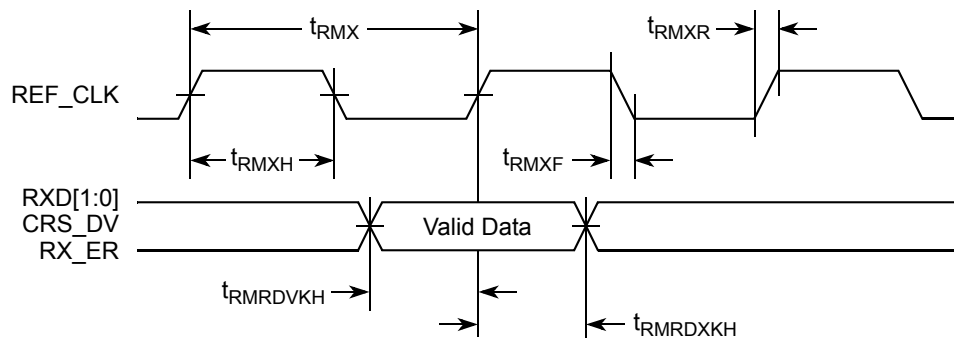 tRMX
tRMXR
REF_CLK
tRMXH
tRMXF
RXD[1:0]
CRS_DV
RX_ER
Valid Data
tRMRDVKH
tRMRDXKH